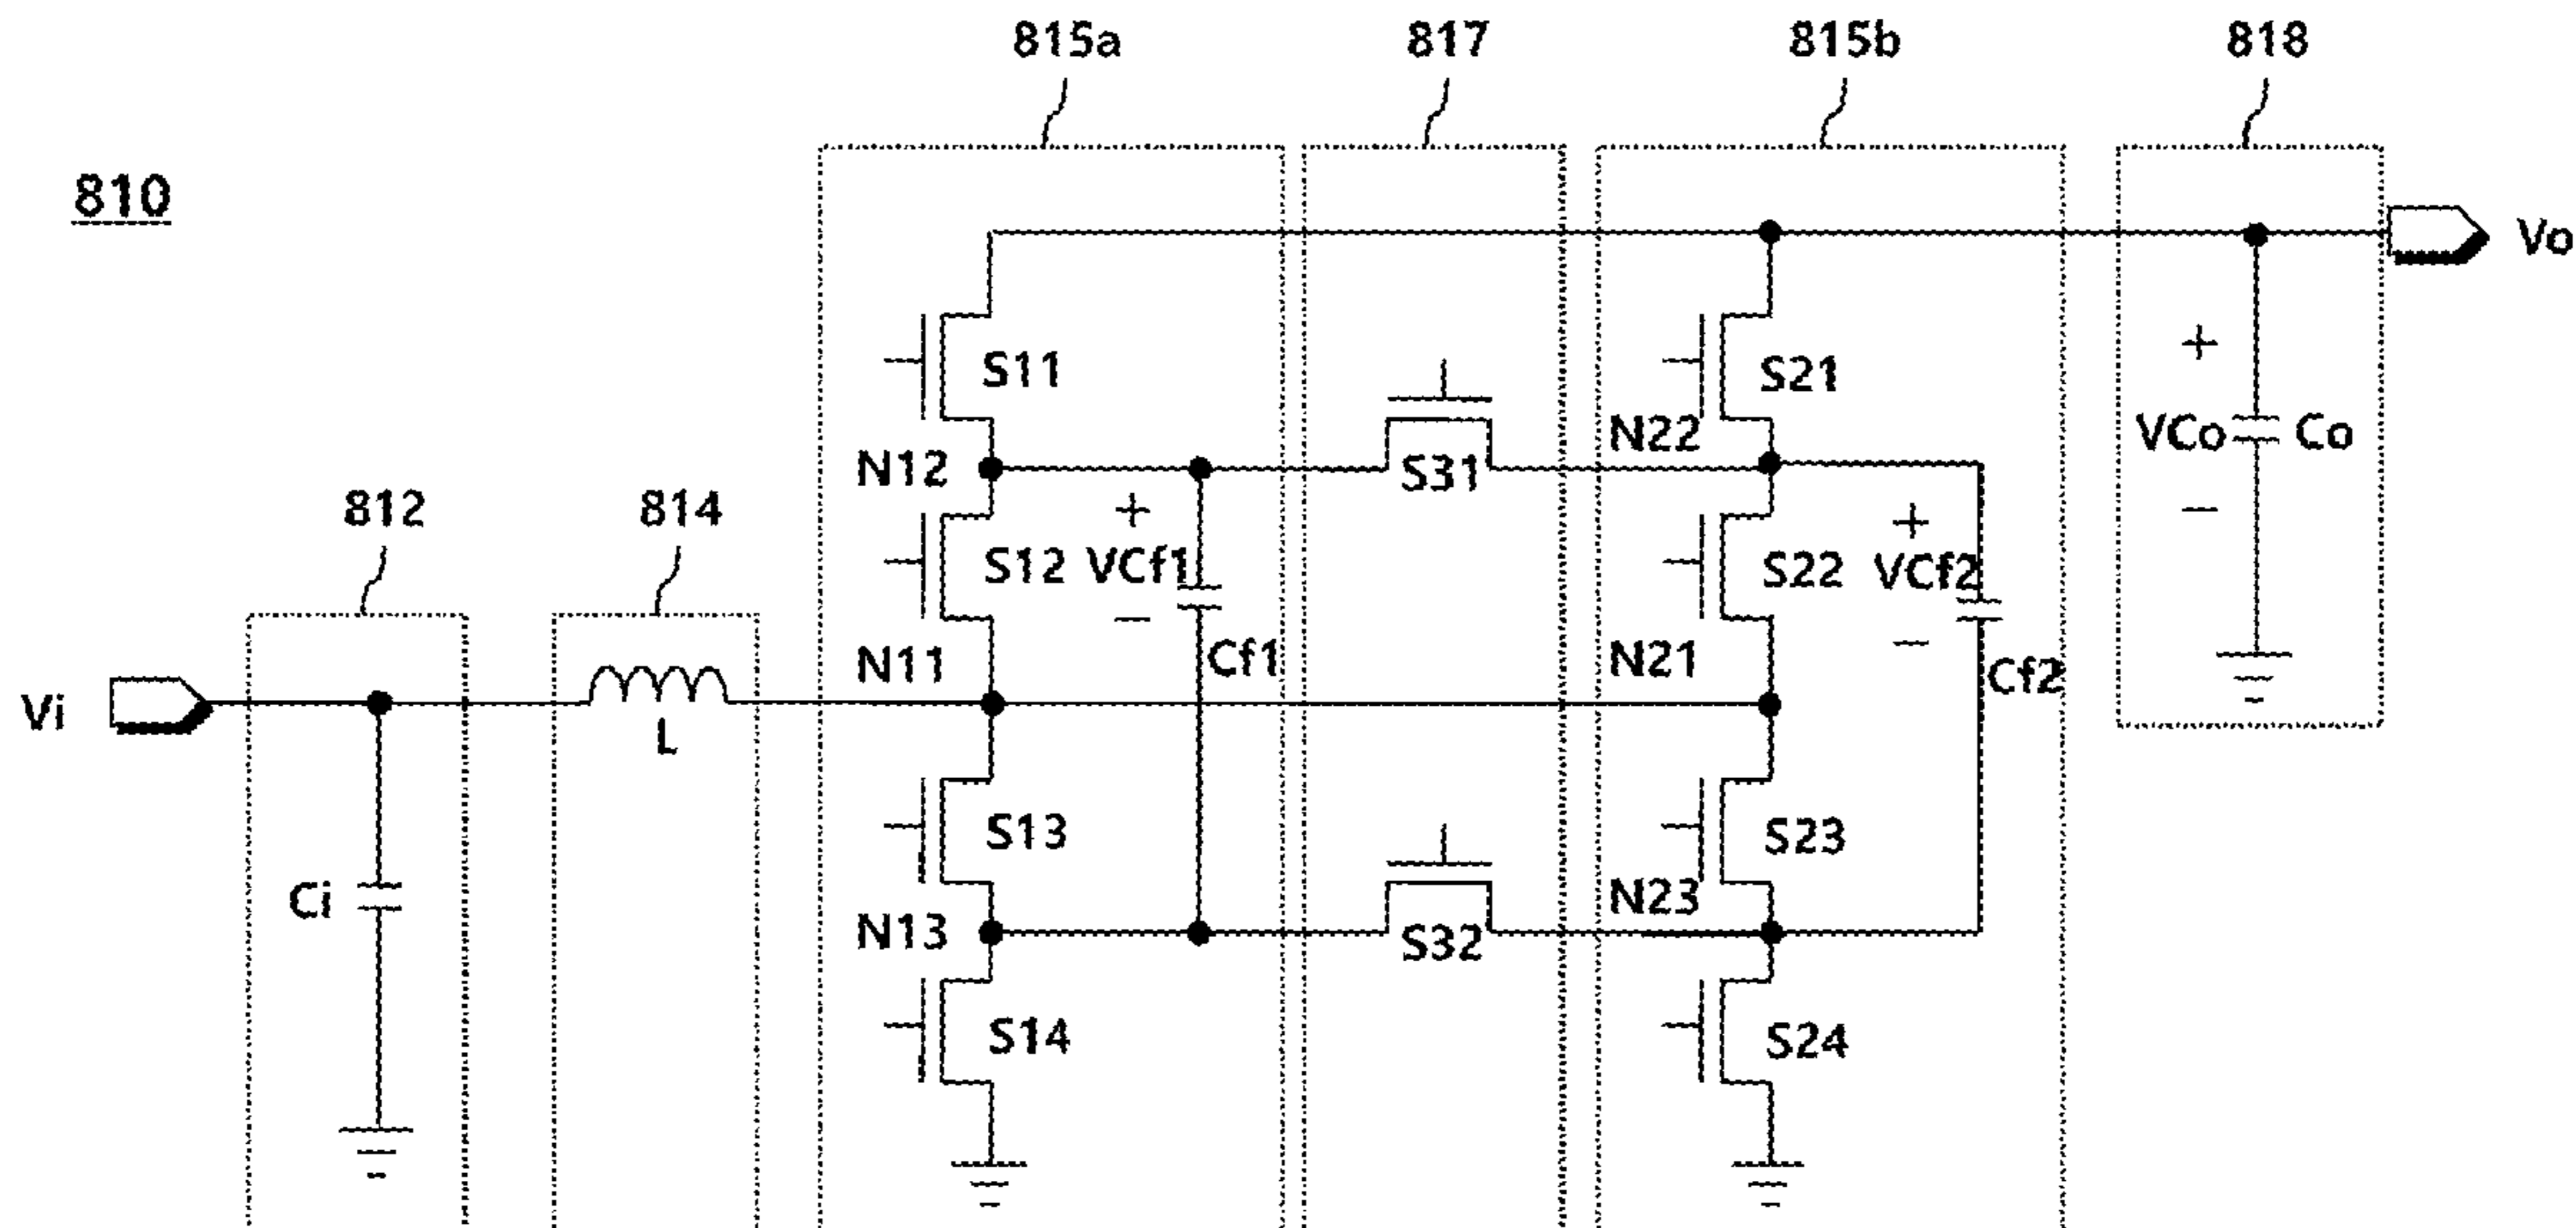 815a 817 815b 818
810
Vo
S11 S21
N22
VCo Co
N12 S31
812 814
S12 VCf1 S22 VCf2
N11 Cf1 N21 Cf2
Vi L
S13 S23
Ci N23
N13 S32
S14 S24